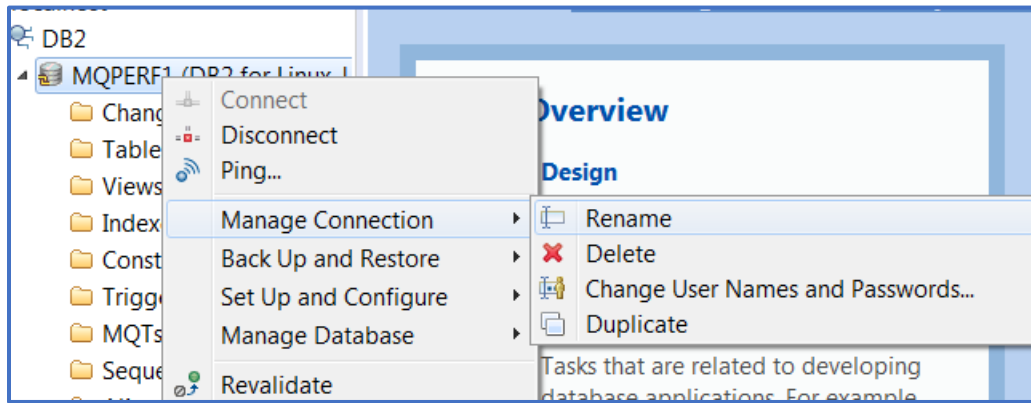 DB2
MQPERF1 (DB2 for Linux
Connect
Disconnect
Ping...
Manage Connection
Back Up and Restore
Set Up and Configure
Manage Database
Revalidate
Table
Views
Index
Const
Trigg
MQTs
Seque
Overview
Design
Rename
Delete
Change User Names and Passwords...
Duplicate
Tasks that are related to developing
database applications. For example